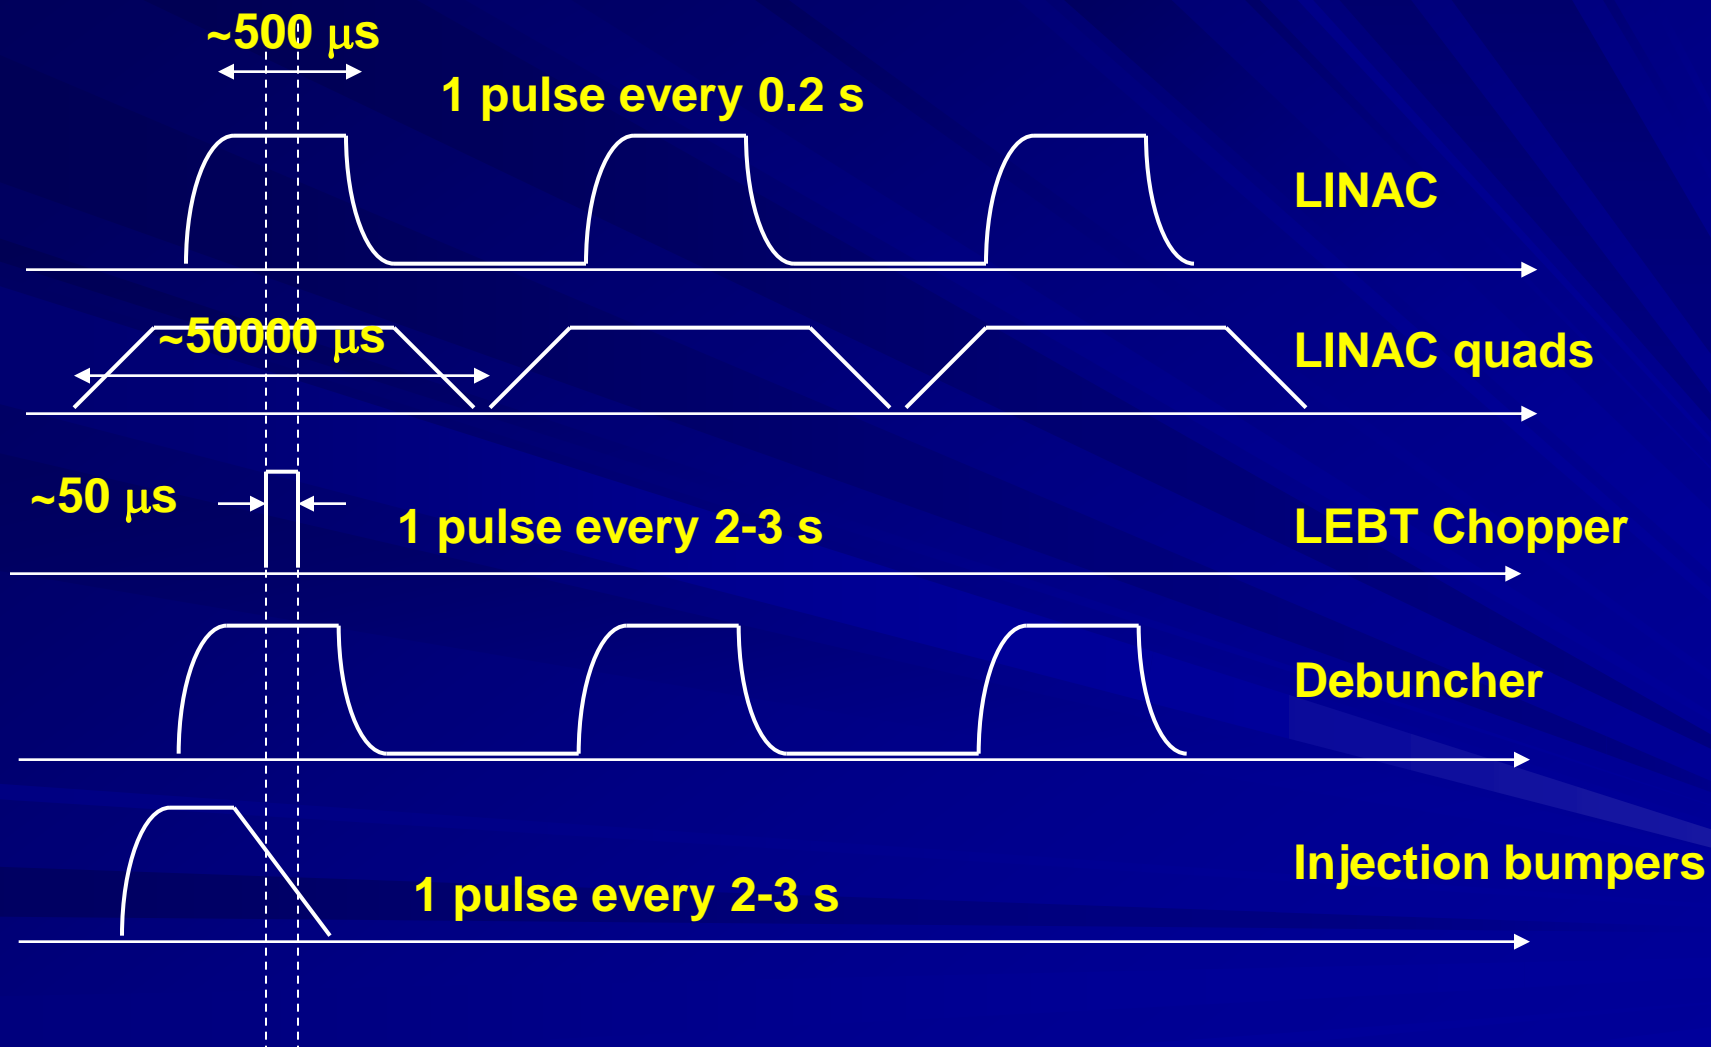 ~500 μs
1 pulse every 0.2 s
LINAC
~50000 μs
LINAC quads
~50 μs
1 pulse every 2-3 s
LEBT Chopper
Debuncher
1 pulse every 2-3 s
Injection bumpers